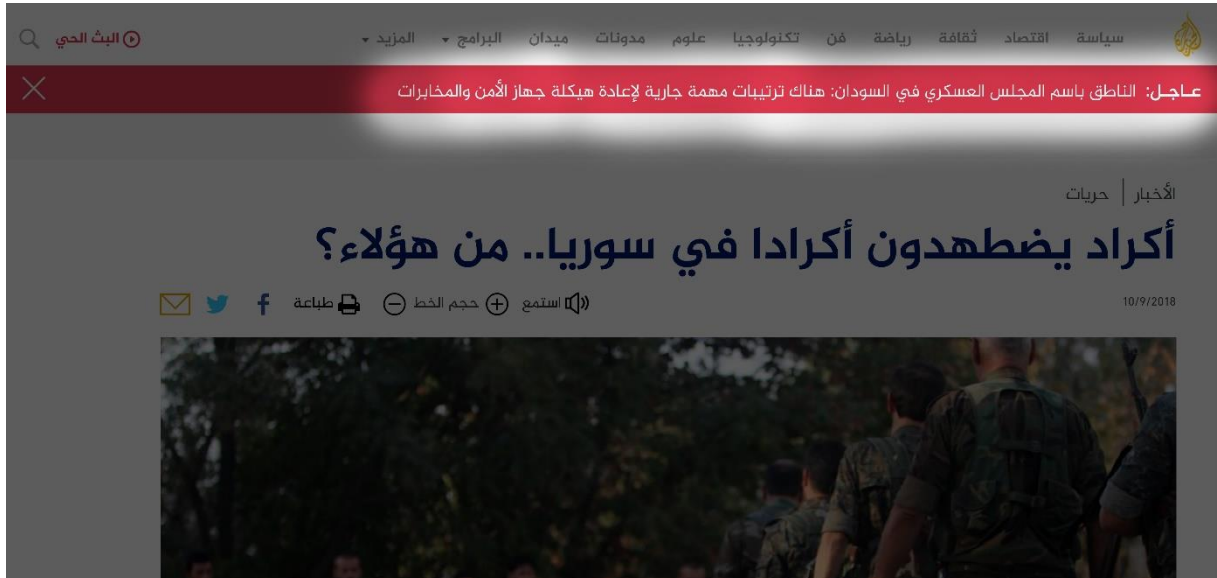 سياسة اقتصاد ثقافة رياضة فن تكنولوجيا علوم مدونات ميدان البرامج المزيد البث الحي
عـاجـل: الناطق باسم المجلس العسكري في السودان: هناك ترتيبات مهمة جارية لإعادة هيكلة جهاز الأمن والمخابرات
الأخبار | حريات
أكراد يضطهدون أكرادا في سوريا.. من هؤلاء؟
10/9/2018 استمع حجم الخط طباعة